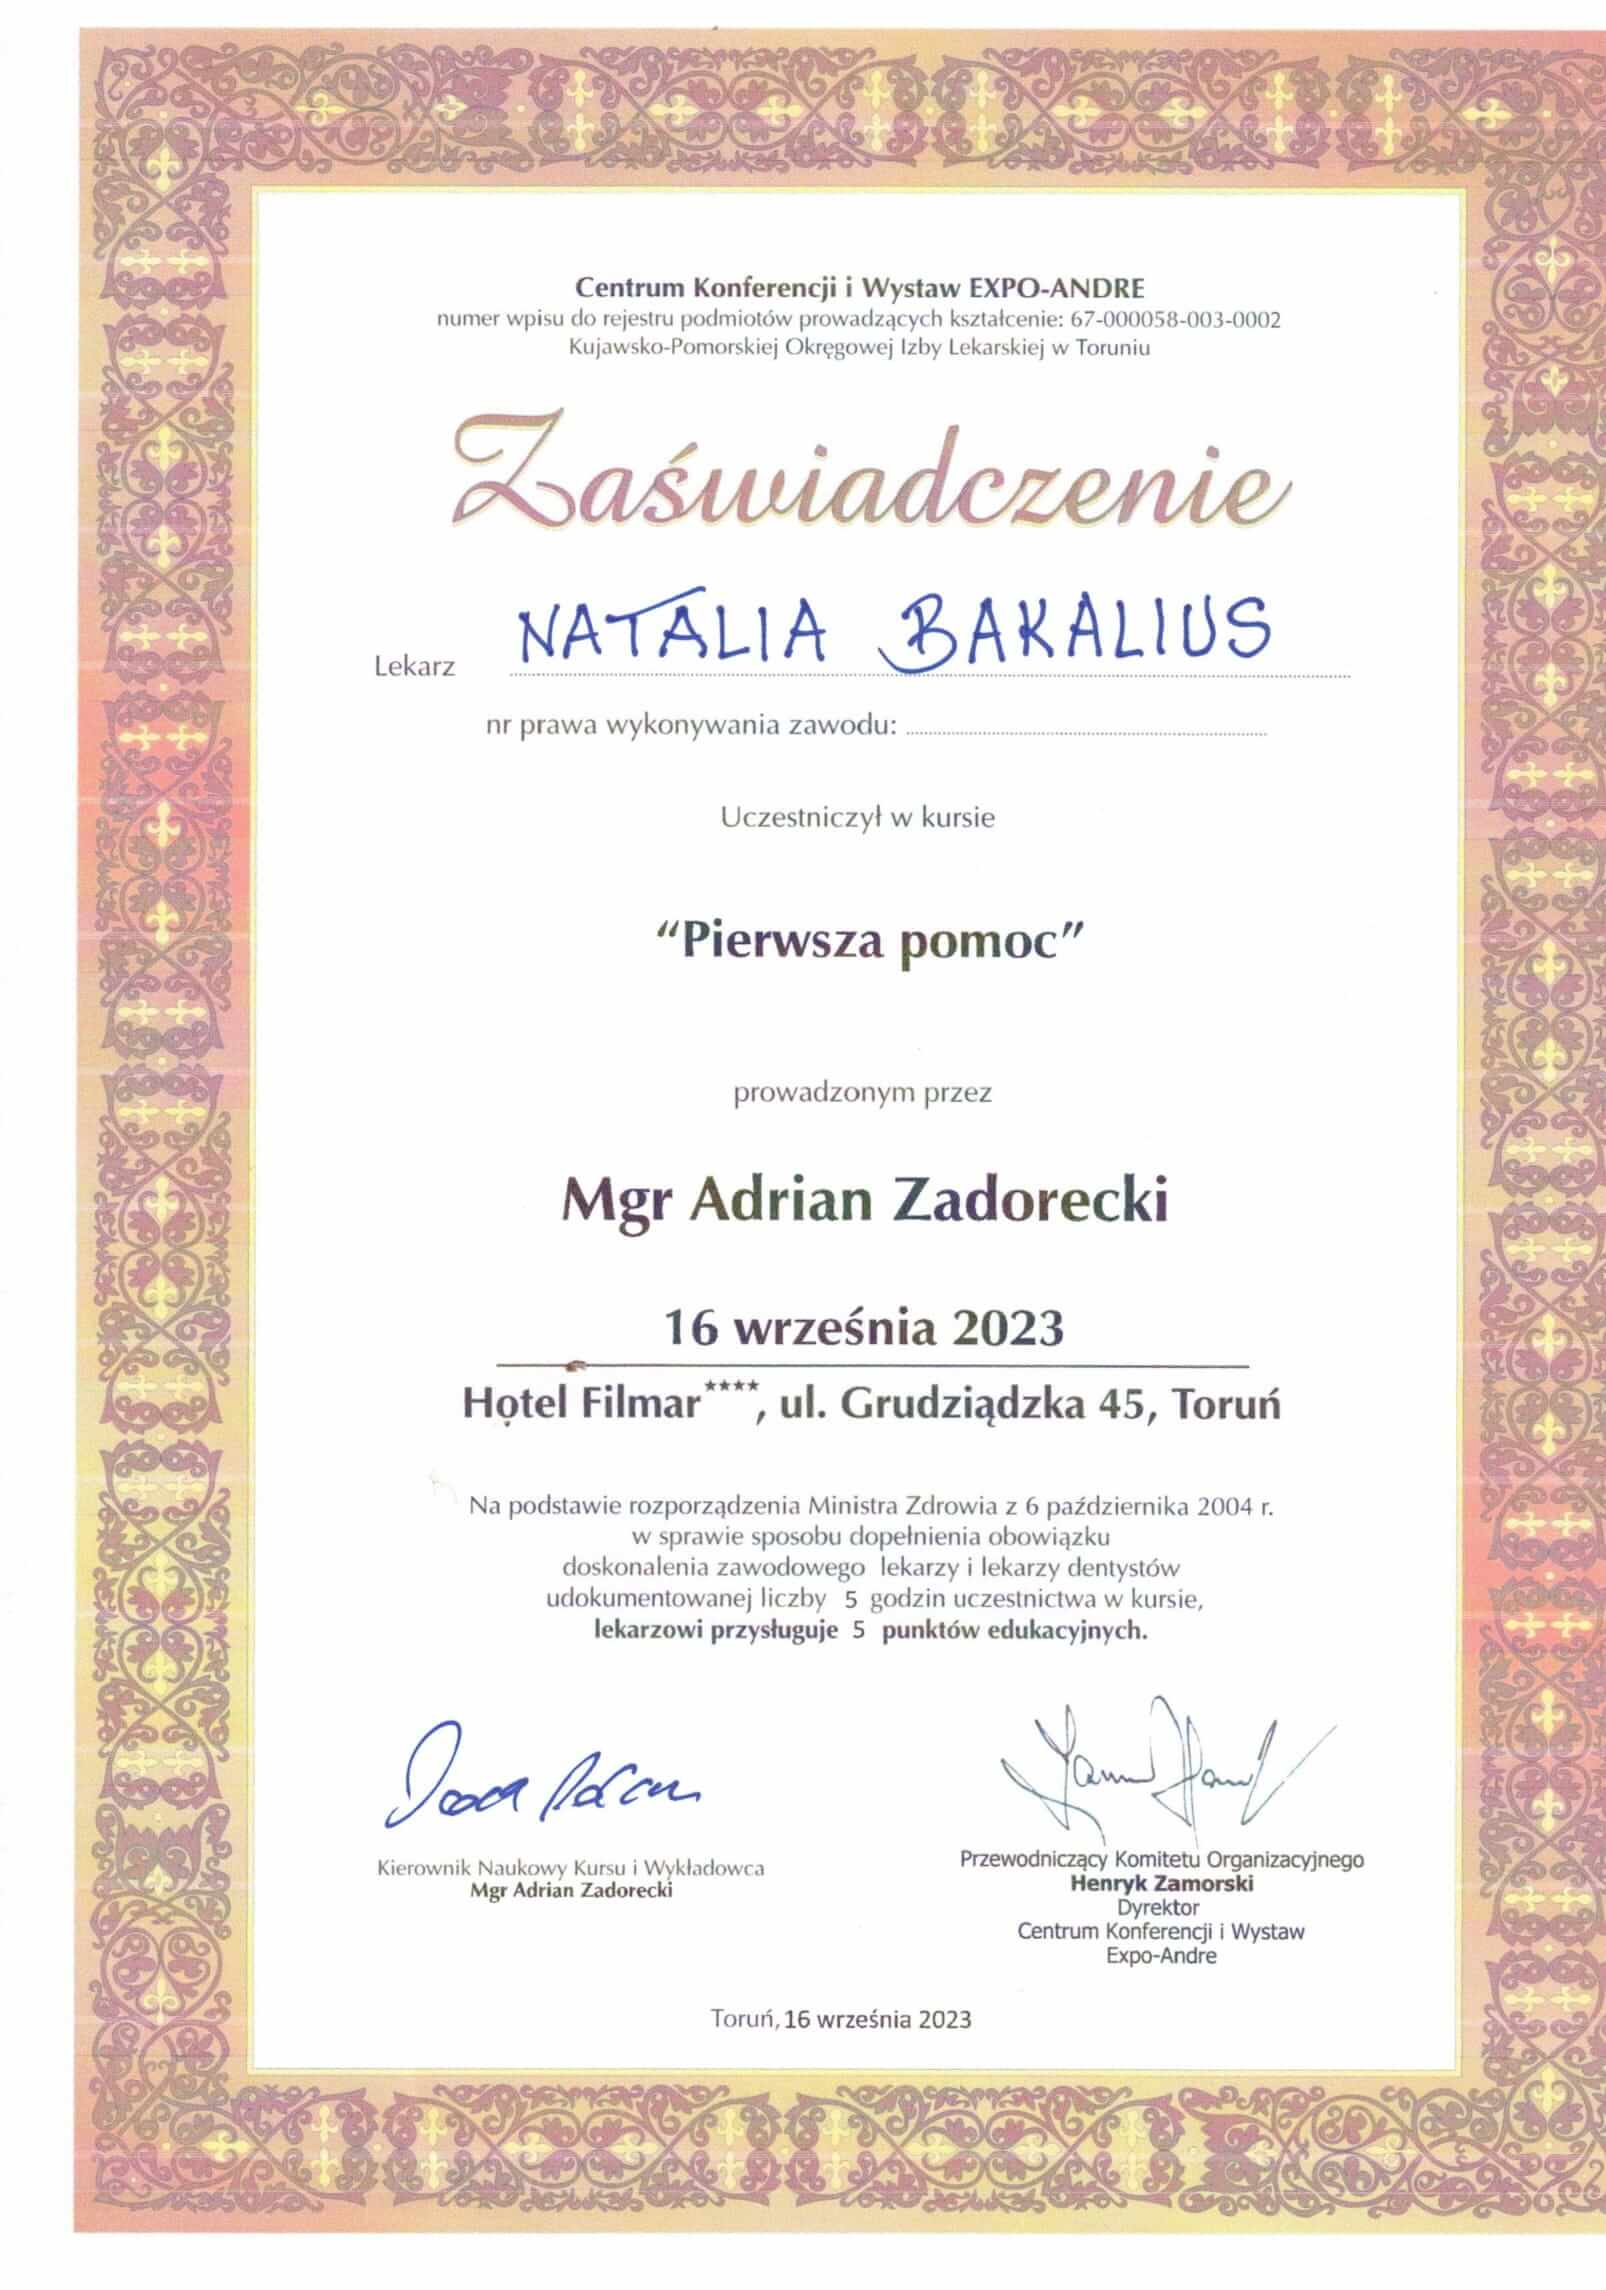 Centrum Konferencji i Wystaw EXPO-ANDRE
numer wpisu do rejestru podmiotów prowadzących kształcenie: 67-000058-003-0002
Kujawsko-Pomorskiej Okręgowej Izby Lekarskiej w Toruniu
Zaświadczenie
Lekarz NATALIA BAKALIUS
nr prawa wykonywania zawodu:
Uczestniczył w kursie
“Pierwsza pomoc”
prowadzonym przez
Mgr Adrian Zadorecki
16 września 2023
Hotel Filmar****, ul. Grudziądzka 45, Toruń
Na podstawie rozporządzenia Ministra Zdrowia z 6 października 2004 r.
w sprawie sposobu dopełnienia obowiązku
doskonalenia zawodowego lekarzy i lekarzy dentystów
udokumentowanej liczby 5 godzin uczestnictwa w kursie,
lekarzowi przysługuje 5 punktów edukacyjnych.
Kierownik Naukowy Kursu i Wykładowca
Mgr Adrian Zadorecki
Przewodniczący Komitetu Organizacyjnego
Henryk Zamorski
Dyrektor
Centrum Konferencji i Wystaw
Expo-Andre
Toruń, 16 września 2023